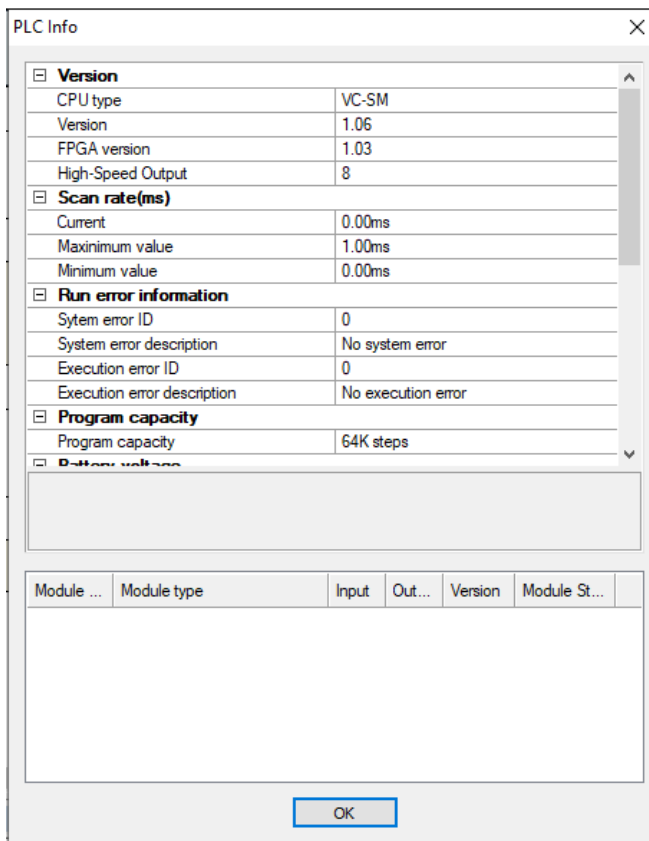 PLC Info
Version
CPU type VC-SM
Version 1.06
FPGA version 1.03
High-Speed Output 8
Scan rate(ms)
Current 0.00ms
Maxinimum value 1.00ms
Minimum value 0.00ms
Run error information
Sytem error ID 0
System error description No system error
Execution error ID 0
Execution error description No execution error
Program capacity
Program capacity 64K steps
Battery voltage
Module ... Module type Input Out... Version Module St...
OK